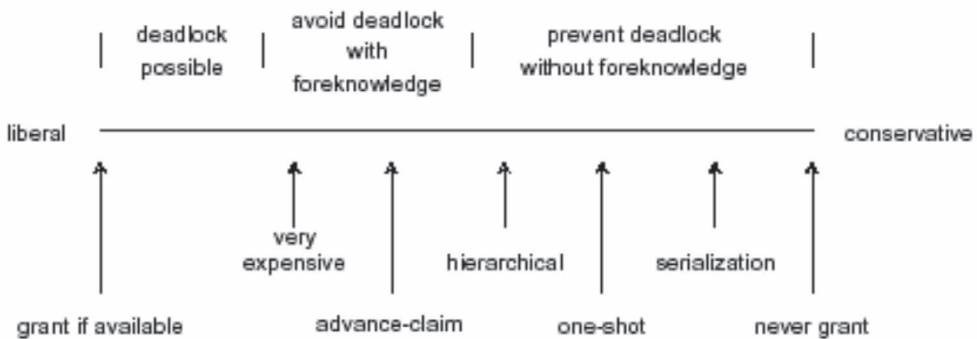 deadlock
possible
avoid deadlock
with
foreknowledge
prevent deadlock
without foreknowledge
liberal
conservative
very
expensive
hierarchical
serialization
grant if available
advance-claim
one-shot
never grant